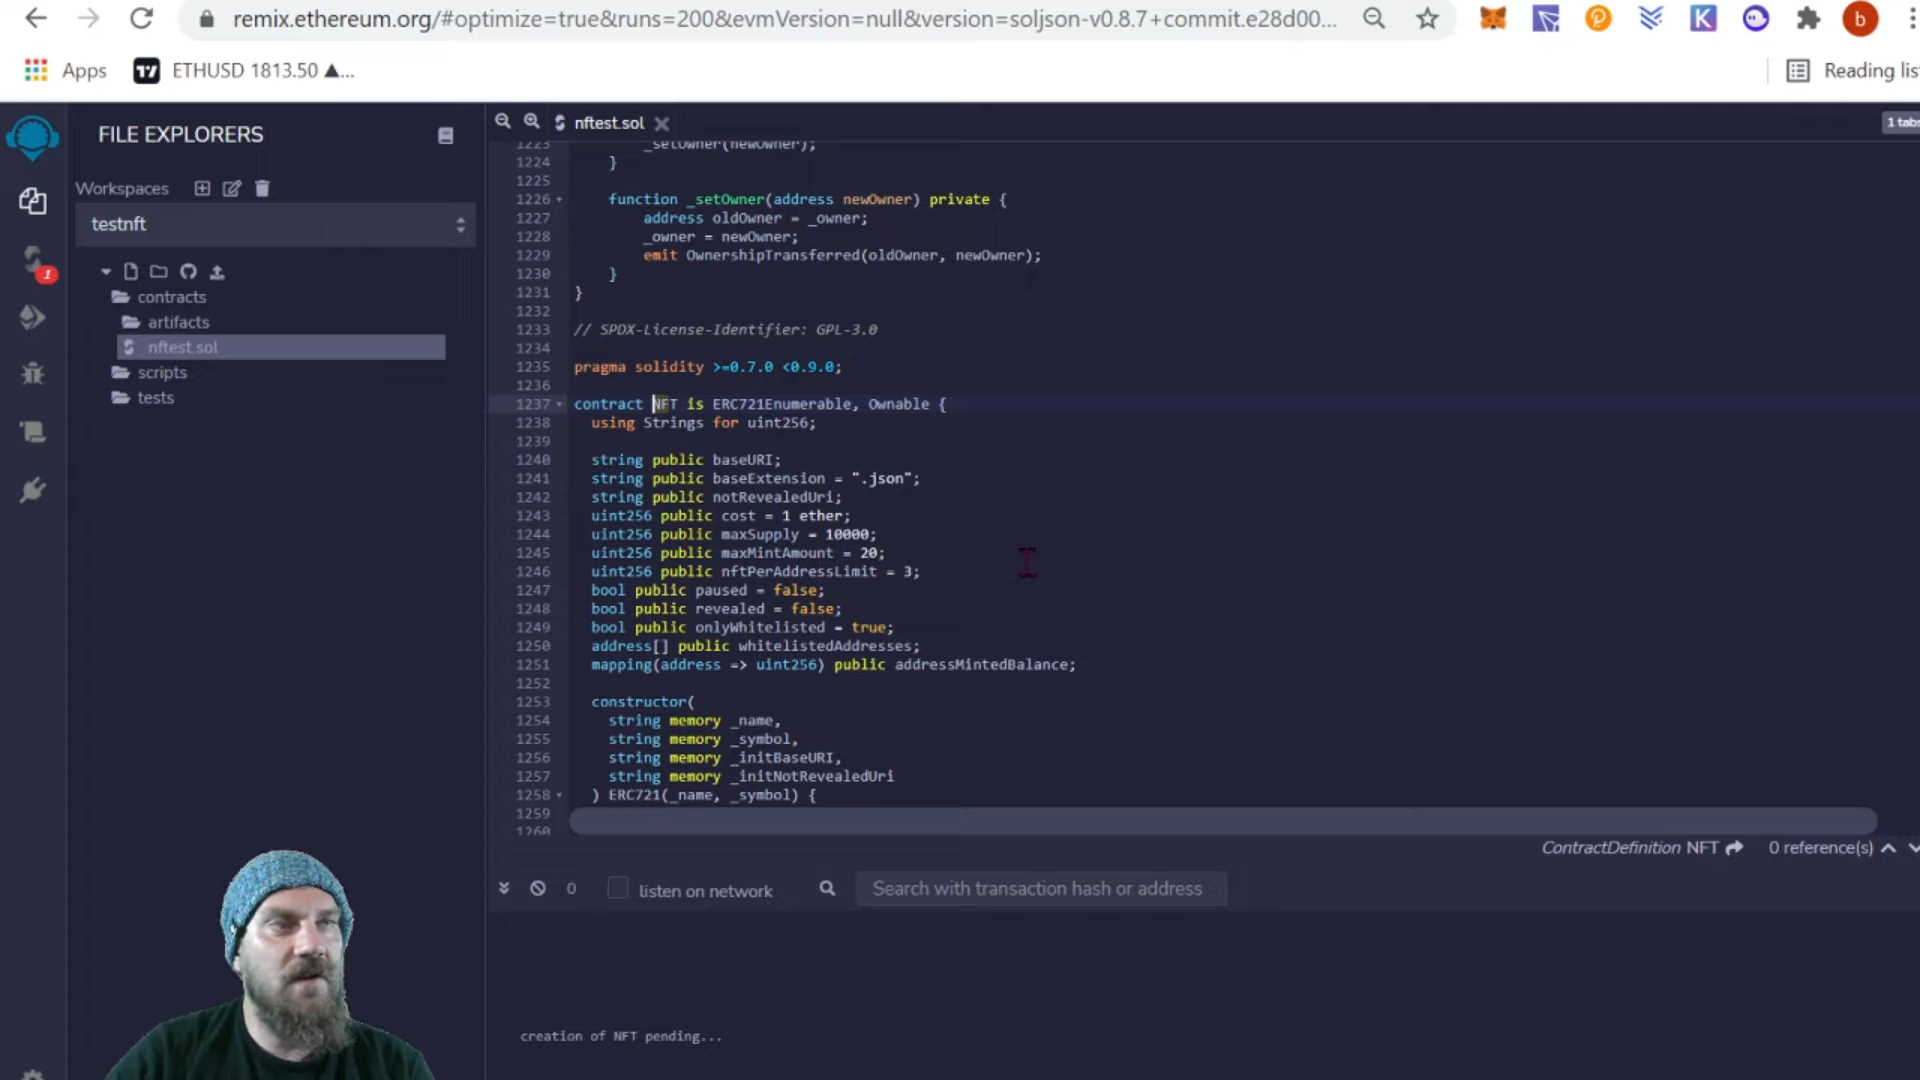 remix.ethereum.org/#optimize=true&runs=200&evmVersion=null&version=soljson-v0.8.7+commit.e28d00...
b
Apps
ETHUSD 1813.50 ▲...
Reading lis
FILE EXPLORERS
nftest.sol
1 tabs
Workspaces
testnft
1
contracts
artifacts
nftest.sol
scripts
tests
1223 _setOwner(newOwner);
1224 }
1225
1226 function _setOwner(address newOwner) private {
1227 address oldOwner = _owner;
1228 _owner = newOwner;
1229 emit OwnershipTransferred(oldOwner, newOwner);
1230 }
1231 }
1232
1233 // SPDX-License-Identifier: GPL-3.0
1234
1235 pragma solidity >=0.7.0 <0.9.0;
1236
1237 contract NFT is ERC721Enumerable, Ownable {
1238 using Strings for uint256;
1239
1240 string public baseURI;
1241 string public baseExtension = ".json";
1242 string public notRevealedUri;
1243 uint256 public cost = 1 ether;
1244 uint256 public maxSupply = 10000;
1245 uint256 public maxMintAmount = 20;
1246 uint256 public nftPerAddressLimit = 3;
1247 bool public paused = false;
1248 bool public revealed = false;
1249 bool public onlyWhitelisted = true;
1250 address[] public whitelistedAddresses;
1251 mapping(address => uint256) public addressMintedBalance;
1252
1253 constructor(
1254 string memory _name,
1255 string memory _symbol,
1256 string memory _initBaseURI,
1257 string memory _initNotRevealedUri
1258 ) ERC721(_name, _symbol) {
1259
1260
ContractDefinition NFT 0 reference(s)
0 listen on network Search with transaction hash or address
creation of NFT pending...